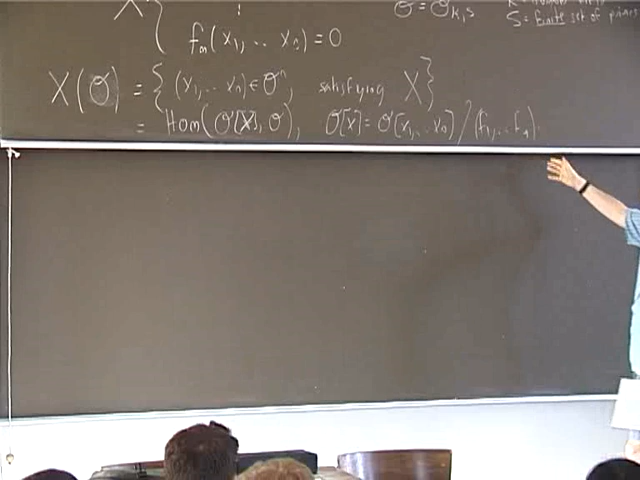 X { : O = O_{K,S}
f_m(x_1, .. x_n) = 0 S = finite set of primes
X(O) = { (x_1, .. x_n) ∈ O^n, satisfying X }
= Hom( O[X], O ), O[X] = O[x_1, .. x_n] / (f_1, .. f_n).